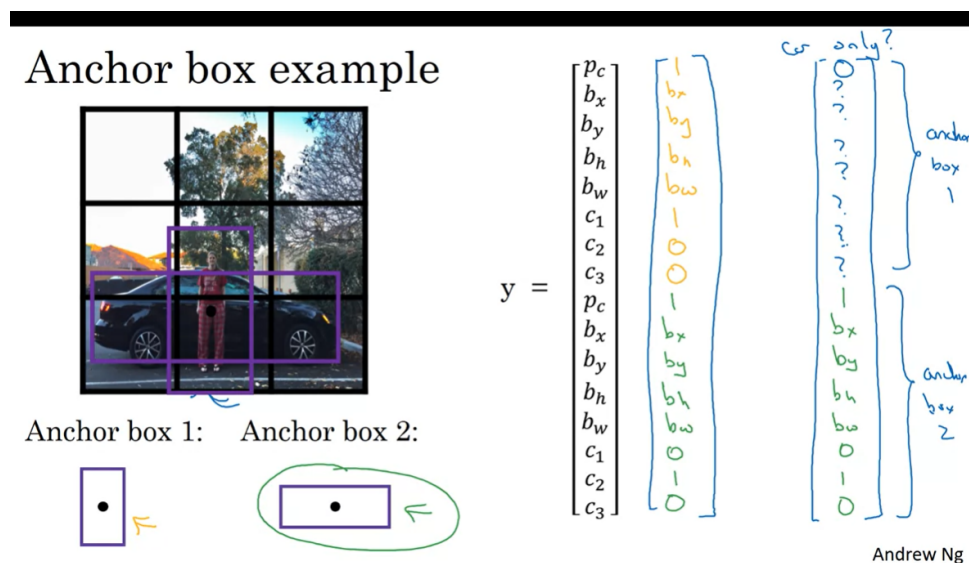 Anchor box example
car only?
y =
p_c 1 0
b_x bx ?
b_y by ?
b_h bh ?
b_w bw ?
c_1 1 ?
c_2 0 ?
c_3 0 ?
anchor
box
1
p_c 1 1
b_x bx bx
b_y by by
b_h bh bh
b_w bw bw
c_1 0 0
c_2 1 1
c_3 0 0
anchor
box
2
Anchor box 1: Anchor box 2:
Andrew Ng